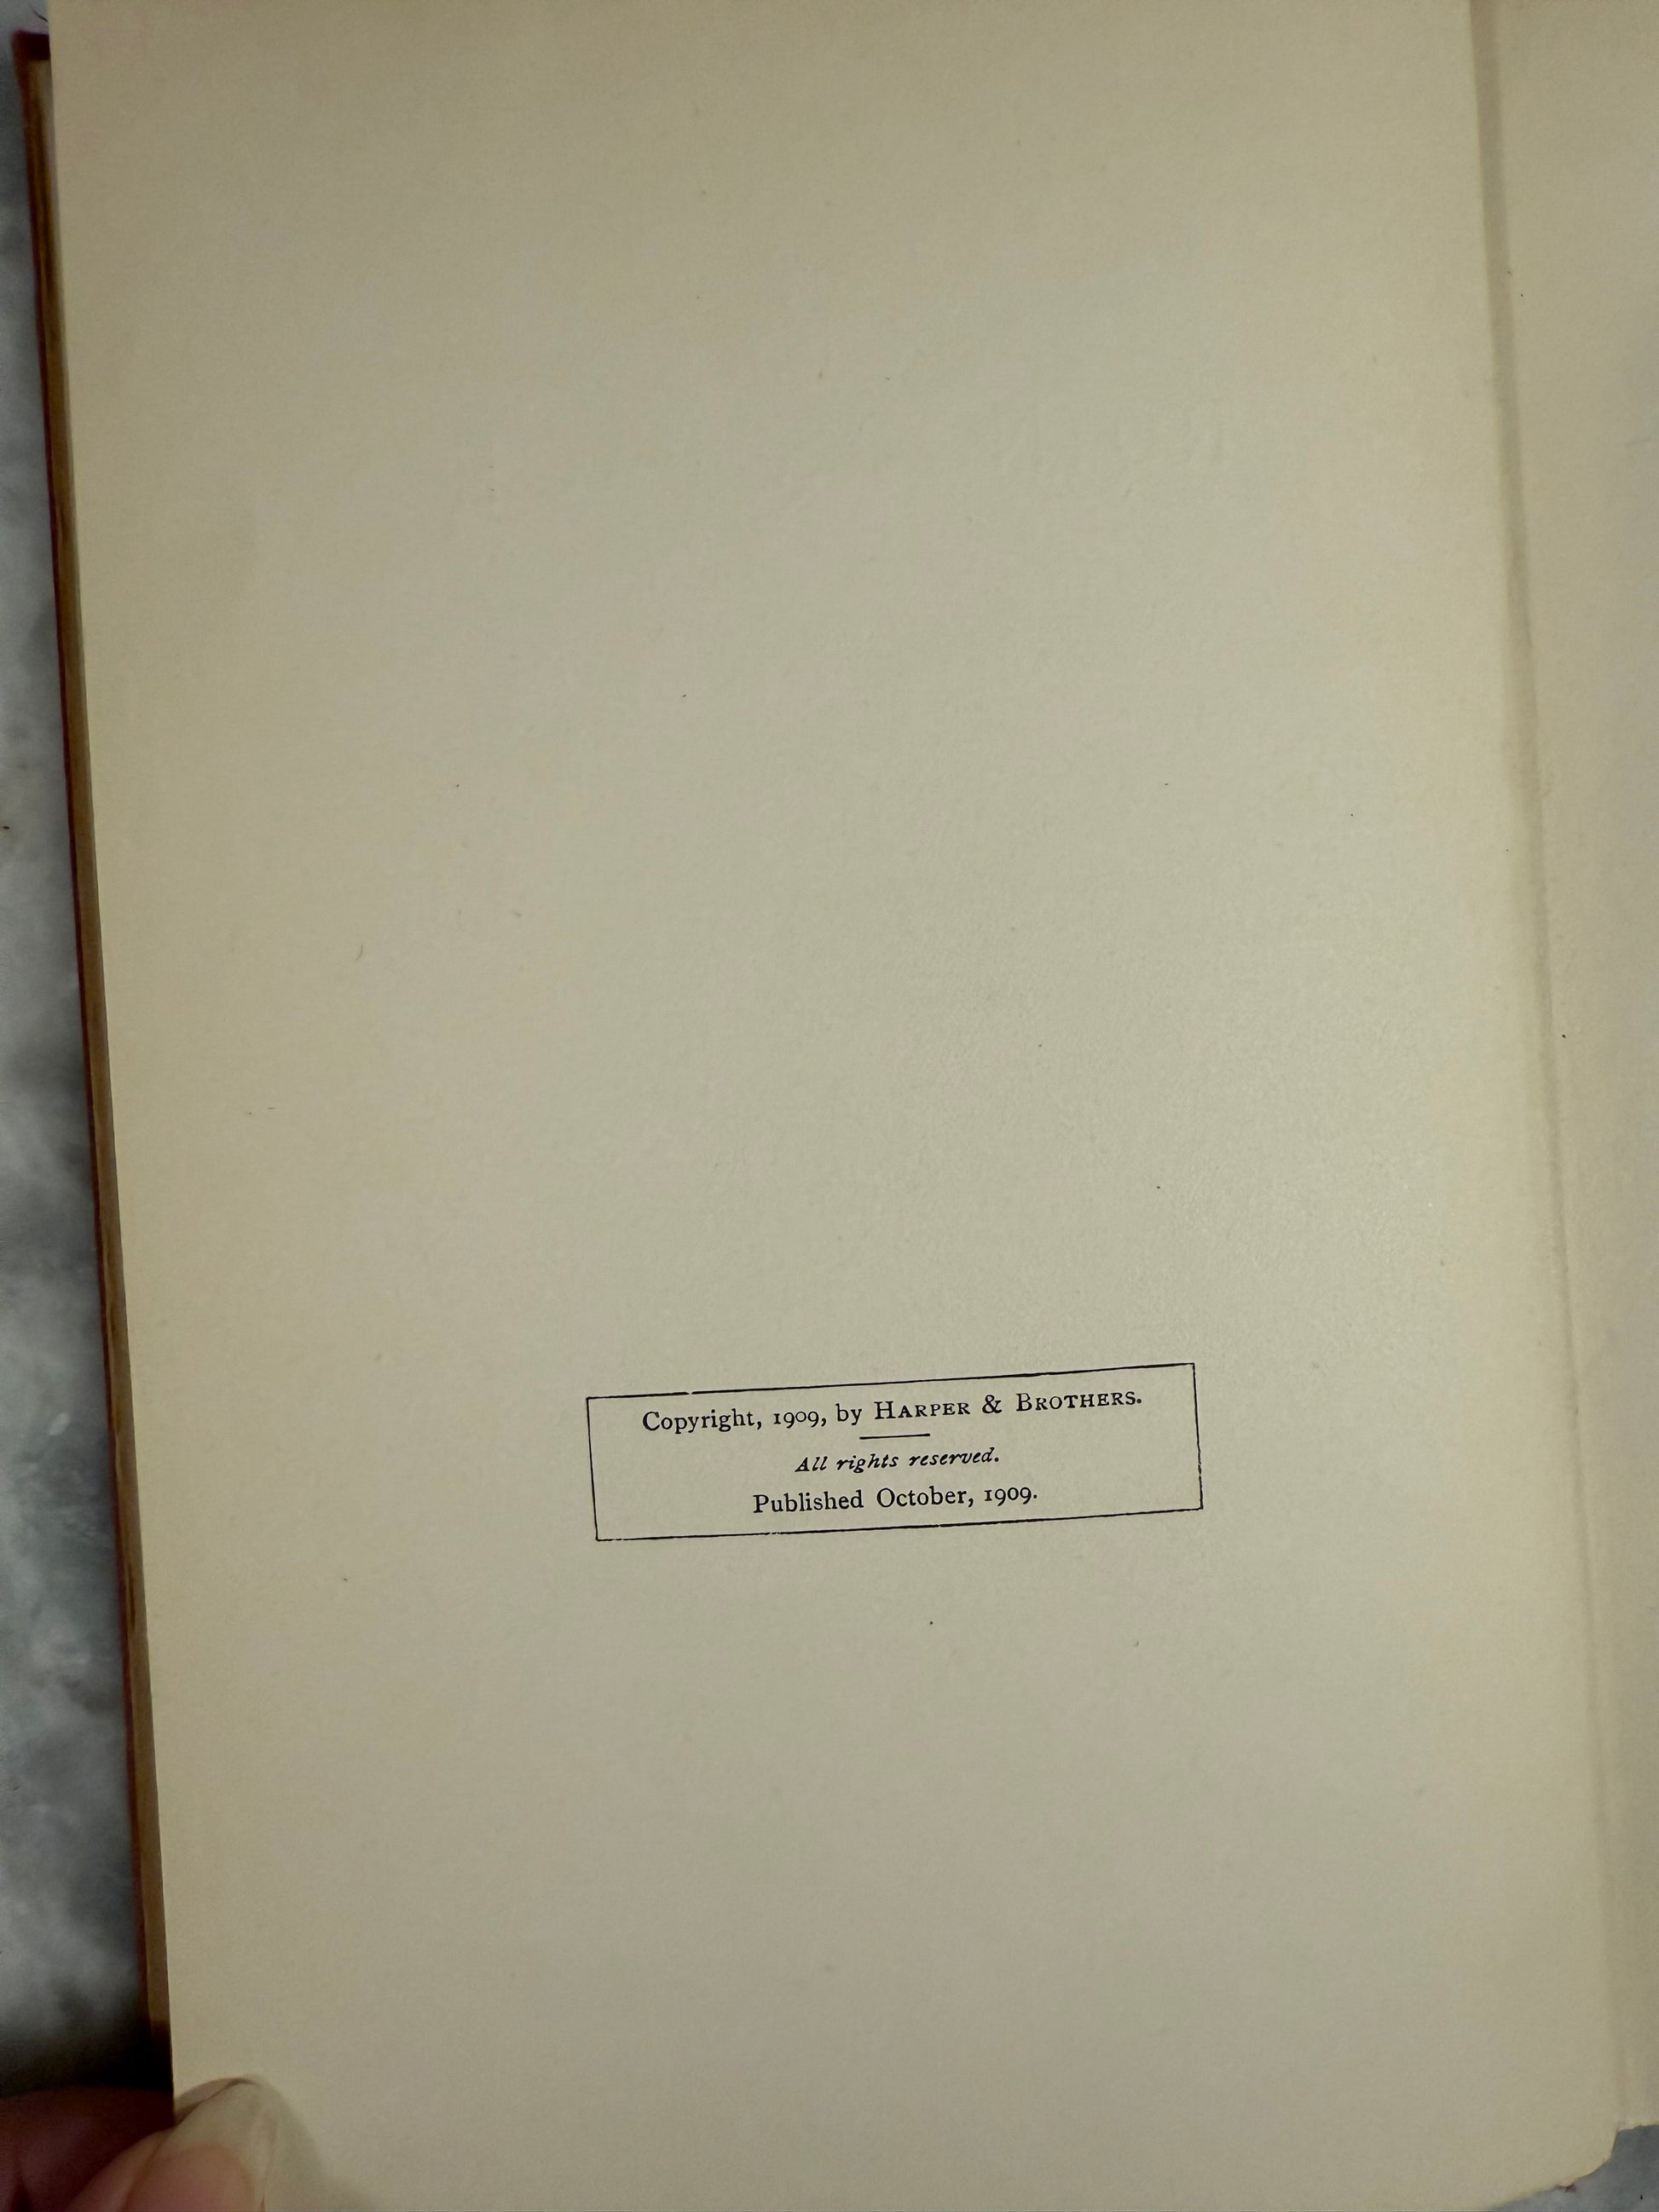 Copyright, 1909, by HARPER & BROTHERS.
All rights reserved.
Published October, 1909.